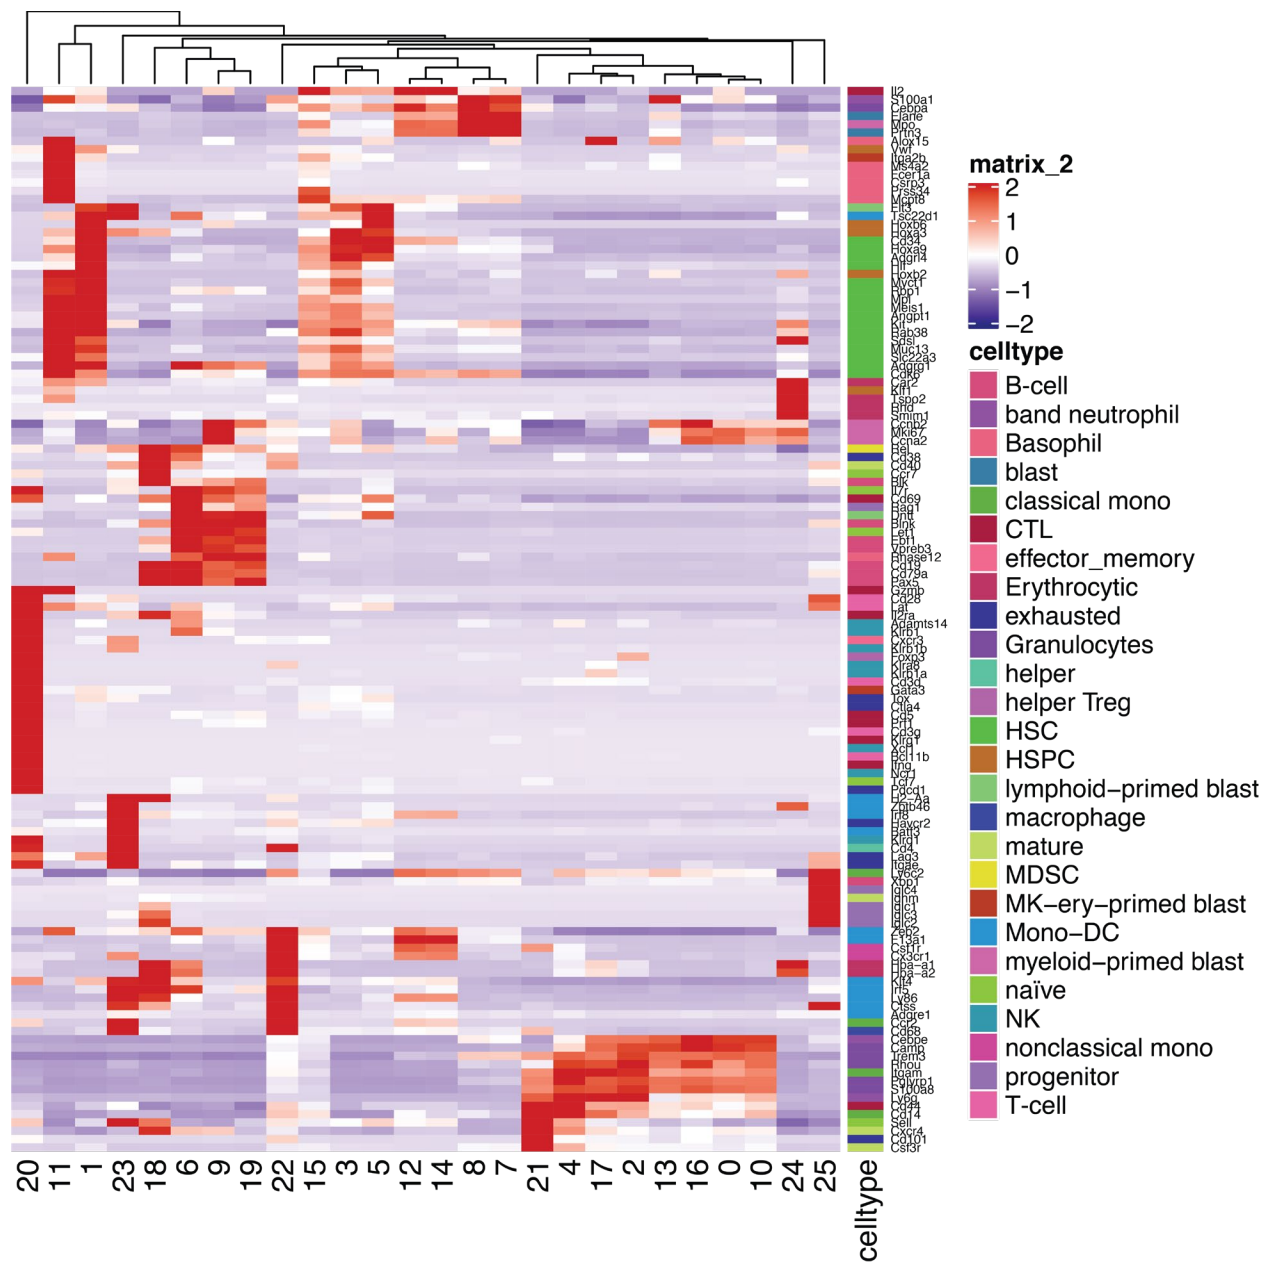 Il2
S100a1
Cebpa
Elane
Mpo
Prtn3
Alox15
Vwf
Itga2b
Ms4a2
Fcer1a
Csrp3
Prss34
Mcpt8
Tsc22d1
Hoxb6
Hoxa3
Cd34
Hoxa9
Adgrl4
Hlf
Hoxb2
Myct1
Rbp1
Mpl
Meis1
Angpt1
Kit
Rab38
Sdsl
Muc13
Slc22a3
Adgrg1
Cdk6
Car2
Klf1
Tspo2
Rhd
Smim1
Ccnb2
Mki67
Ccna2
Rel
Cd38
Cd40
Ccr7
Blk
Il7r
Cd69
Rag1
Dntt
Blnk
Lef1
Ebf1
Vpreb3
Rnase12
Cd19
Cd79a
Pax5
Gzmb
Cd28
Lat
Il2ra
Adamts14
Klrb1
Cxcr3
Klrb1b
Foxp3
Klra8
Klrb1a
Cd3d
Gata3
Tox
Ctla4
Cd5
Prf1
Cd3g
Klrg1
Xcl1
Bcl11b
Ifng
Ncr1
Tcf7
Pdcd1
H2-Aa
Zbtb46
Irf8
Havcr2
Batf3
Cd4
Lag3
Itgae
Ly6c2
Xbp1
Iglc4
Ighm
Iglc1
Iglc3
Iglc2
Zeb2
F13a1
Csf1r
Cx3cr1
Hba-a1
Hba-a2
Klf4
Irf5
Ly86
Ctss
Adgre1
Ccr2
Cd68
Cebpe
Camp
Trem3
Rhou
Itgam
Pglyrp1
S100a8
Ly6g
Cd44
Cd14
Sell
Cxcr4
Cd101
Csf3r
20 11 1 23 18 6 9 19 22 15 3 5 12 14 8 7 21 4 17 2 13 16 0 10 24 25 celltype
matrix_2
2
1
0
−1
−2
celltype
B-cell
band neutrophil
Basophil
blast
classical mono
CTL
effector_memory
Erythrocytic
exhausted
Granulocytes
helper
helper Treg
HSC
HSPC
lymphoid−primed blast
macrophage
mature
MDSC
MK−ery−primed blast
Mono−DC
myeloid−primed blast
naïve
NK
nonclassical mono
progenitor
T−cell